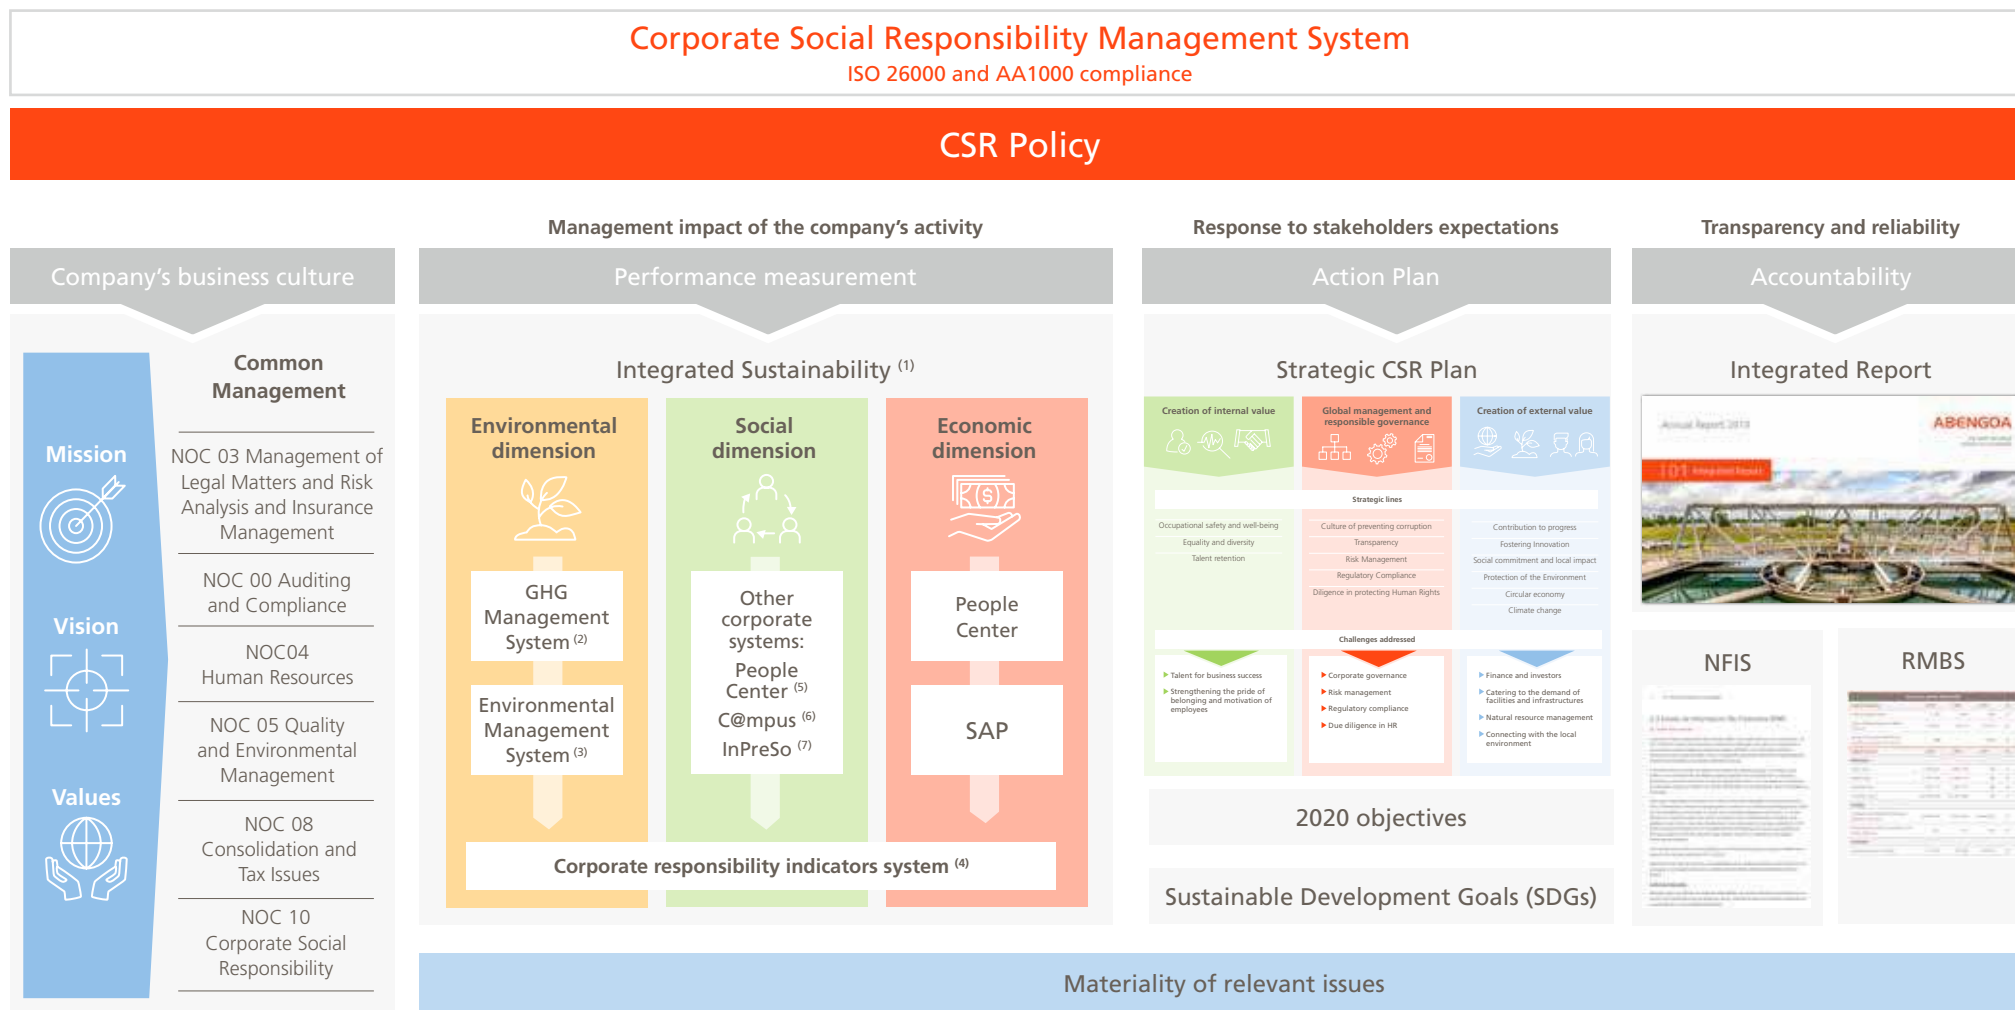 Corporate Social Responsibility Management System
ISO 26000 and AA1000 compliance
CSR Policy
Company's business culture
Mission
Vision
Values
Common
Management
NOC 03 Management of
Legal Matters and Risk
Analysis and Insurance
Management
NOC 00 Auditing
and Compliance
NOC04
Human Resources
NOC 05 Quality
and Environmental
Management
NOC 08
Consolidation and
Tax Issues
NOC 10
Corporate Social
Responsibility
Management impact of the company's activity
Performance measurement
Integrated Sustainability (1)
Environmental
dimension
GHG
Management
System (2)
Environmental
Management
System (3)
Social
dimension
Other
corporate
systems:
People
Center (5)
C@mpus (6)
InPreSo (7)
Economic
dimension
People
Center
SAP
Corporate responsibility indicators system (4)
Response to stakeholders expectations
Action Plan
Strategic CSR Plan
Creation of internal value
Global management and
responsible governance
Creation of external value
Strategic lines
Occupational safety and well-being
Equality and diversity
Talent retention
Culture of preventing corruption
Transparency
Risk Management
Regulatory Compliance
Diligence in protecting Human Rights
Contribution to progress
Fostering Innovation
Social commitment and local impact
Protection of the Environment
Circular economy
Climate change
Challenges addressed
Talent for business success
Strengthening the pride of
belonging and motivation of
employees
Corporate governance
Risk management
Regulatory compliance
Due diligence in HR
Finance and investors
Catering to the demand of
facilities and infrastructures
Natural resource management
Connecting with the local
environment
2020 objectives
Sustainable Development Goals (SDGs)
Transparency and reliability
Accountability
Integrated Report
Annual Report 2019
ABENGOA
01 Integrated Report
NFIS
RMBS
Materiality of relevant issues